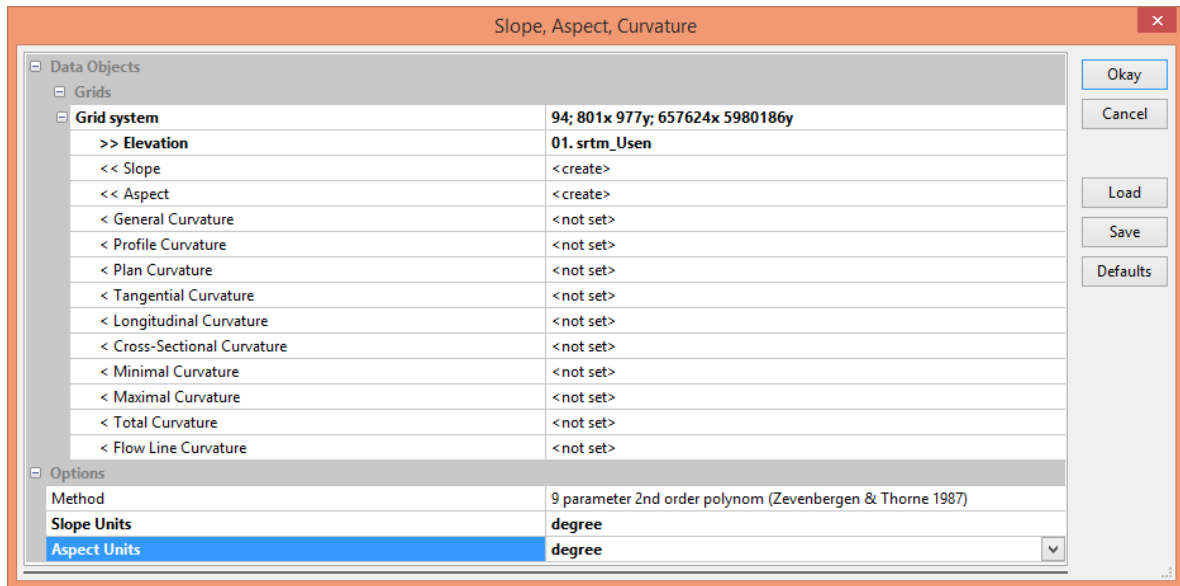 Slope, Aspect, Curvature
Data Objects
Grids
Grid system 94; 801x 977y; 657624x 5980186y
>> Elevation 01. srtm_Usen
<< Slope <create>
<< Aspect <create>
< General Curvature <not set>
< Profile Curvature <not set>
< Plan Curvature <not set>
< Tangential Curvature <not set>
< Longitudinal Curvature <not set>
< Cross-Sectional Curvature <not set>
< Minimal Curvature <not set>
< Maximal Curvature <not set>
< Total Curvature <not set>
< Flow Line Curvature <not set>
Options
Method 9 parameter 2nd order polynom (Zevenbergen & Thorne 1987)
Slope Units degree
Aspect Units degree
Okay
Cancel
Load
Save
Defaults